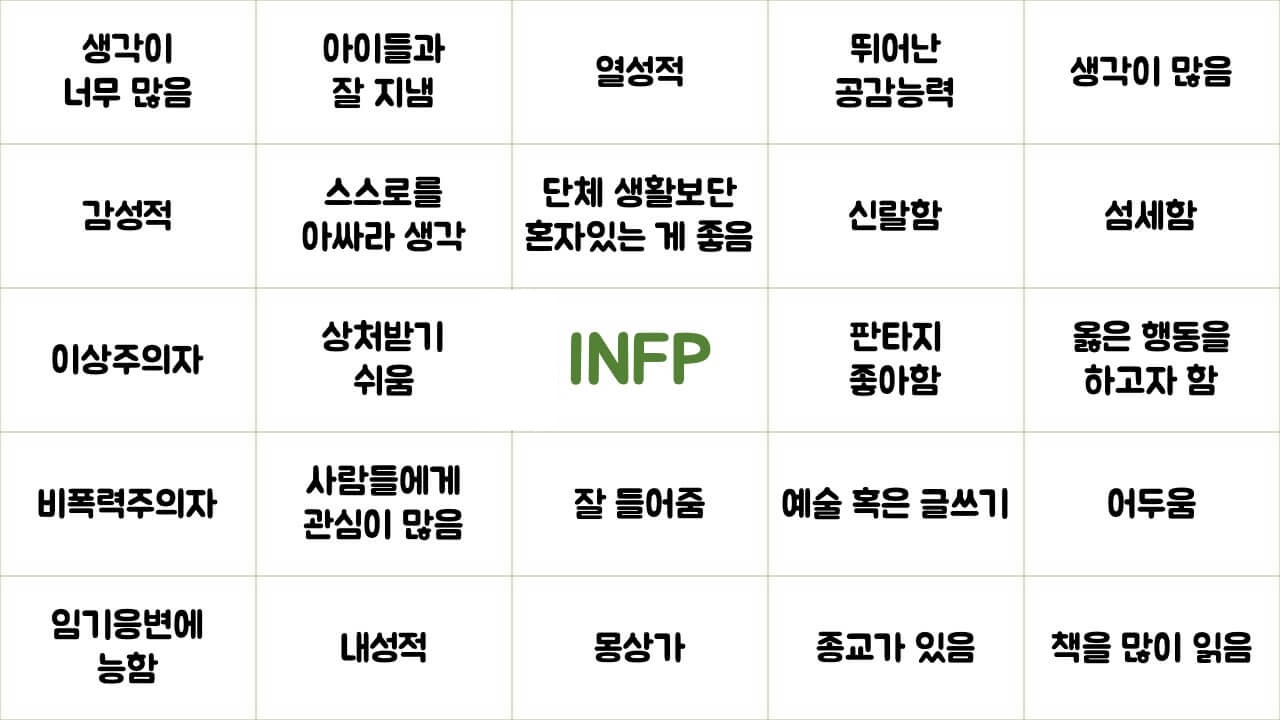 생각이
너무 많음
아이들과
잘 지냄
열성적
뛰어난
공감능력
생각이 많음
감성적
스스로를
아싸라 생각
단체 생활보단
혼자있는 게 좋음
신랄함
섬세함
이상주의자
상처받기
쉬움
INFP
판타지
좋아함
옳은 행동을
하고자 함
비폭력주의자
사람들에게
관심이 많음
잘 들어줌
예술 혹은 글쓰기
어두움
임기응변에
능함
내성적
몽상가
종교가 있음
책을 많이 읽음